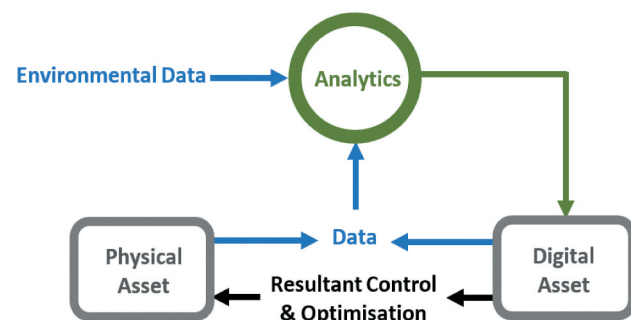 Environmental Data
Analytics
Data
Physical
Asset
Digital
Asset
Resultant Control
& Optimisation